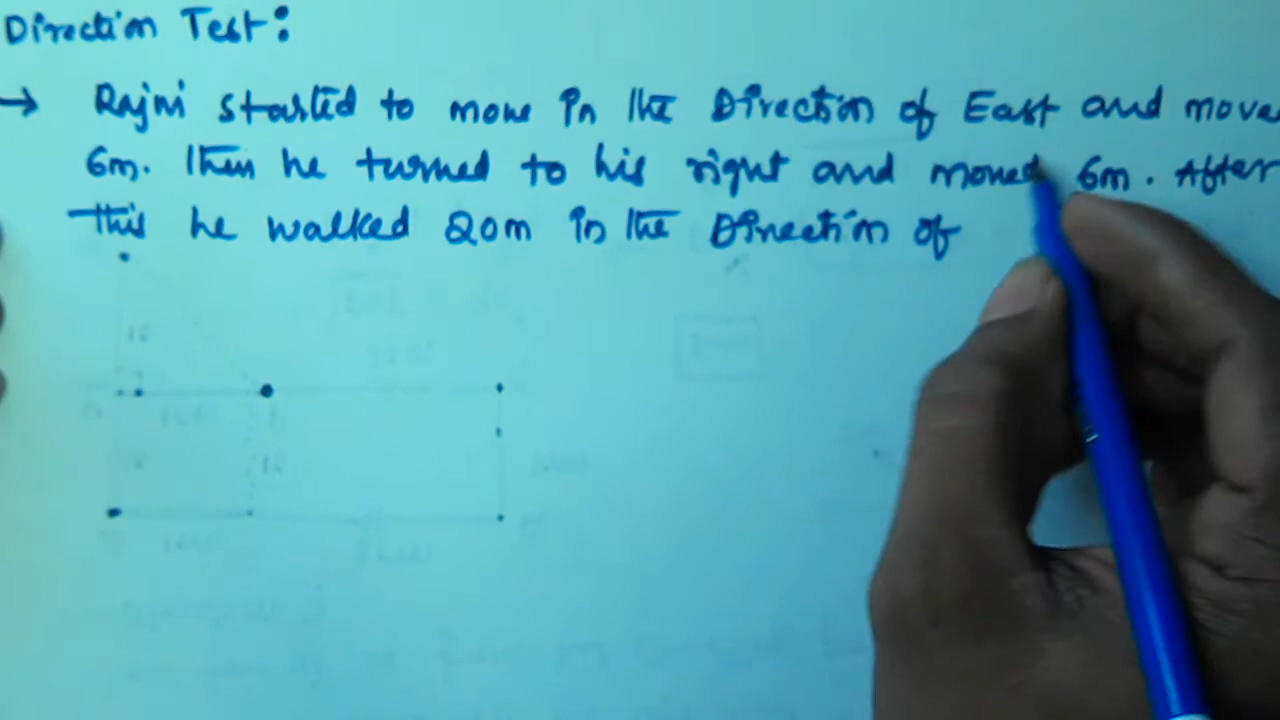 Direction Test:
→ Rajni started to move in the Direction of East and move
6m. Then he turned to his right and moved 6m. After
this he walked 20m in the Direction of